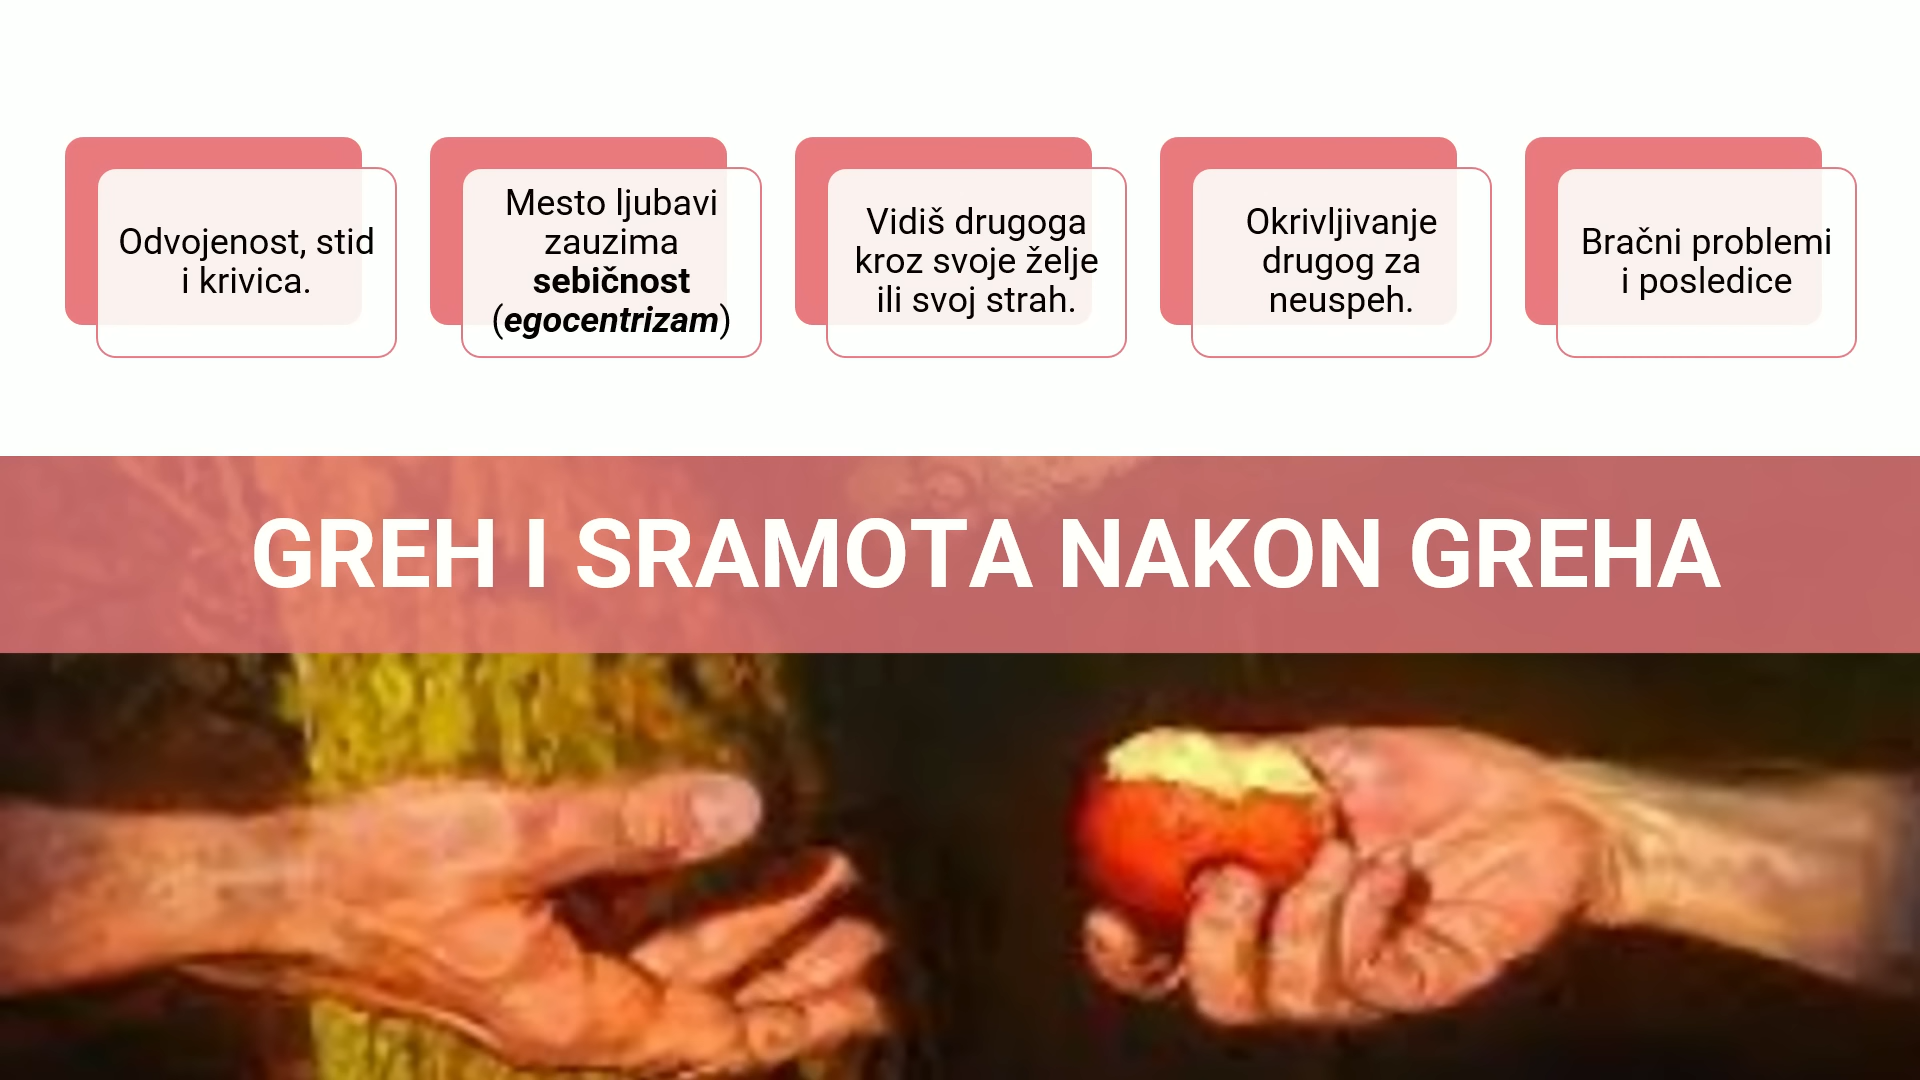 Odvojenost, stid
i krivica.
Mesto ljubavi
zauzima
sebičnost
(egocentrizam)
Vidiš drugoga
kroz svoje želje
ili svoj strah.
Okrivljivanje
drugog za
neuspeh.
Bračni problemi
i posledice
GREH I SRAMOTA NAKON GREHA